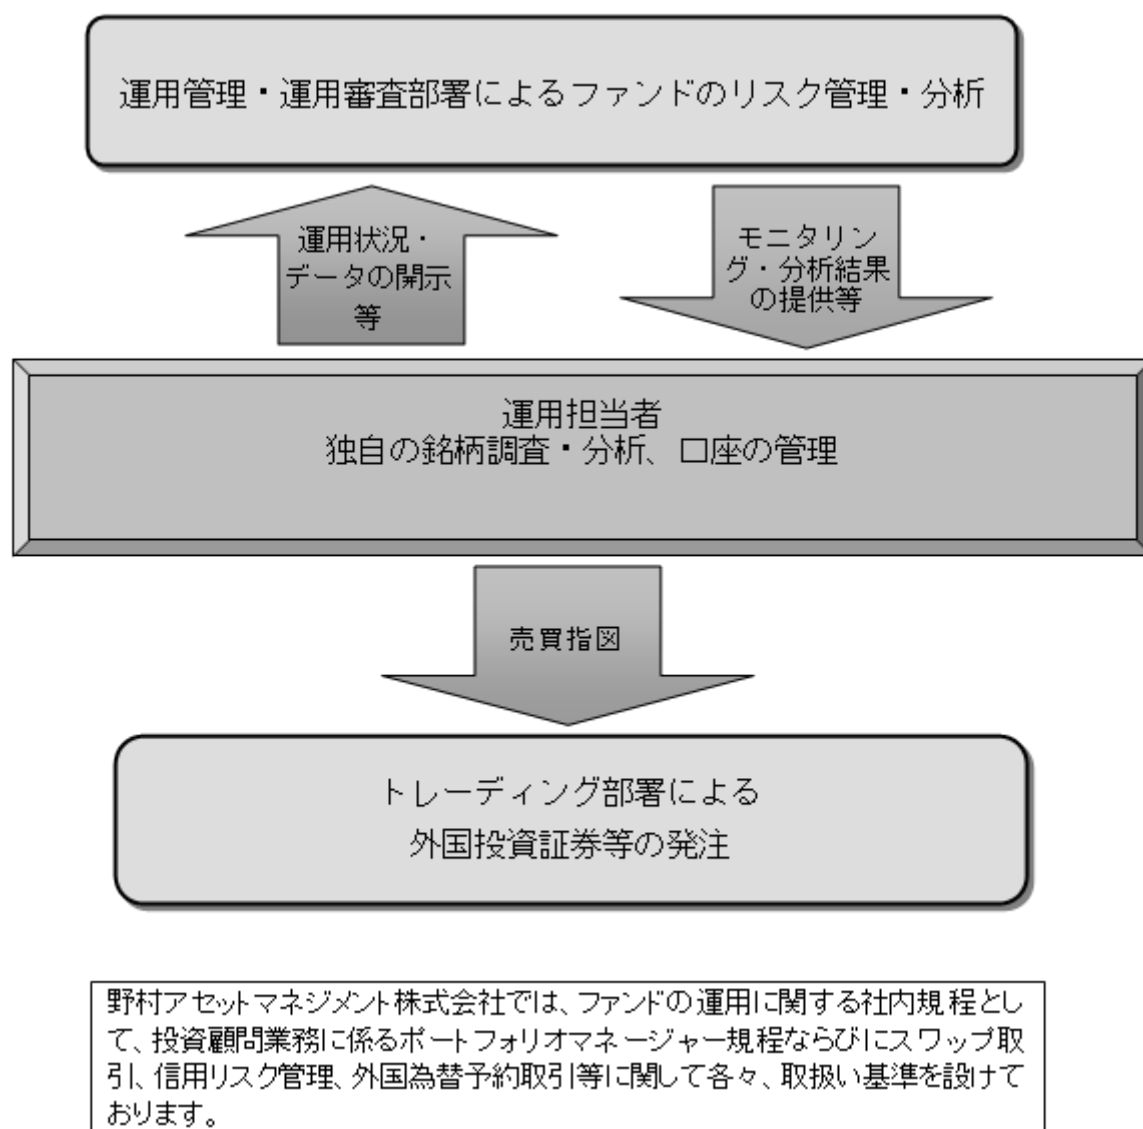 運用管理・運用審査部署によるファンドのリスク管理・分析
運用状況・
データの開示
等
モニタリン
グ・分析結果
の提供等
運用担当者
独自の銘柄調査・分析、口座の管理
売買指図
トレーディング部署による
外国投資証券等の発注
野村アセットマネジメント株式会社では、ファンドの運用に関する社内規程とし
て、投資顧問業務に係るポートフォリオマネージャー規程ならびにスワップ取
引、信用リスク管理、外国為替予約取引等に関して各々、取扱い基準を設けて
おります。